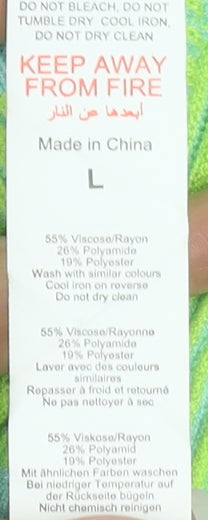 DO NOT BLEACH, DO NOT
TUMBLE DRY COOL IRON,
DO NOT DRY CLEAN
KEEP AWAY
FROM FIRE
أبعدها من النار
Made in China
L
55% Viscose/Rayon
26% Polyamide
19% Polyester
Wash with similar colours
Cool iron on reverse
Do not dry clean
55% Viscose/Rayonne
26% Polyamide
19% Polyester
Laver avec des couleurs
similaires
Repasser à froid et retourné
Ne pas nettoyer à sec
55% Viskose/Rayon
26% Polyamid
19% Polyester
Mit ähnlichen Farben waschen
Bei niedriger Temperatur auf
der Rückseite bügeln
Nicht chemisch reinigen